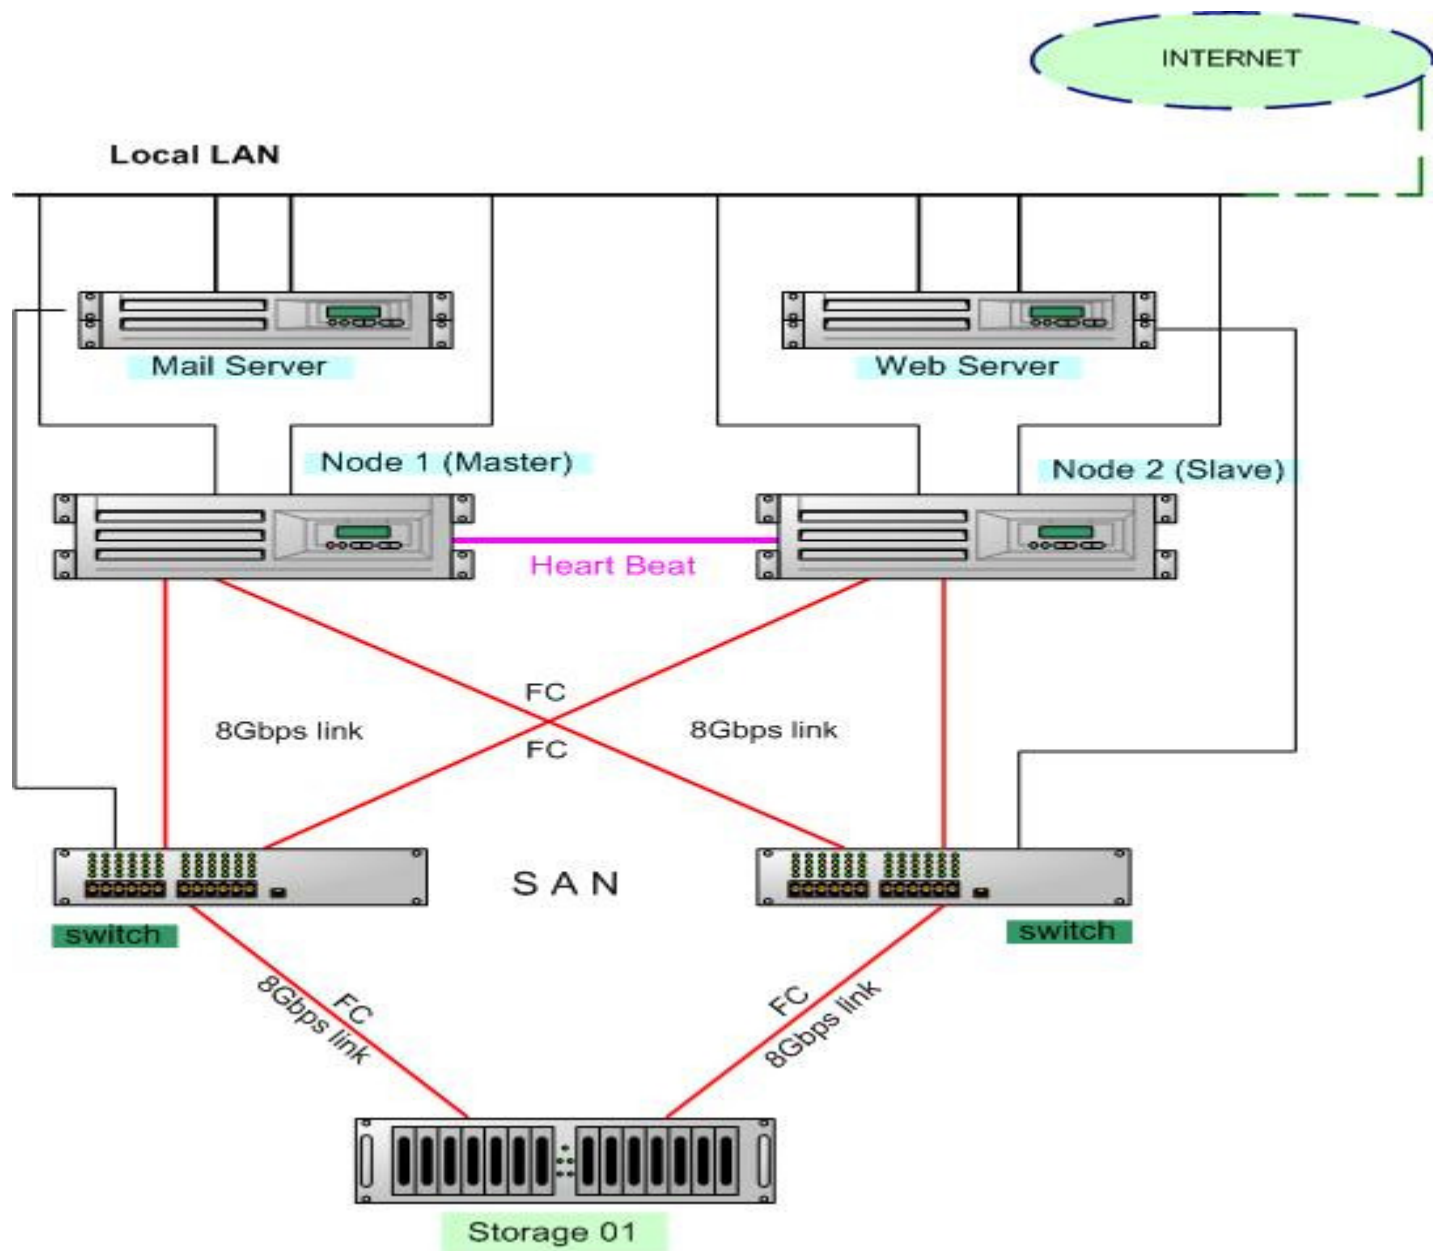 INTERNET
Local LAN
Mail Server
Web Server
Node 1 (Master)
Node 2 (Slave)
Heart Beat
FC
8Gbps link
8Gbps link
FC
S A N
switch
switch
FC
8Gbps link
FC
8Gbps link
Storage 01